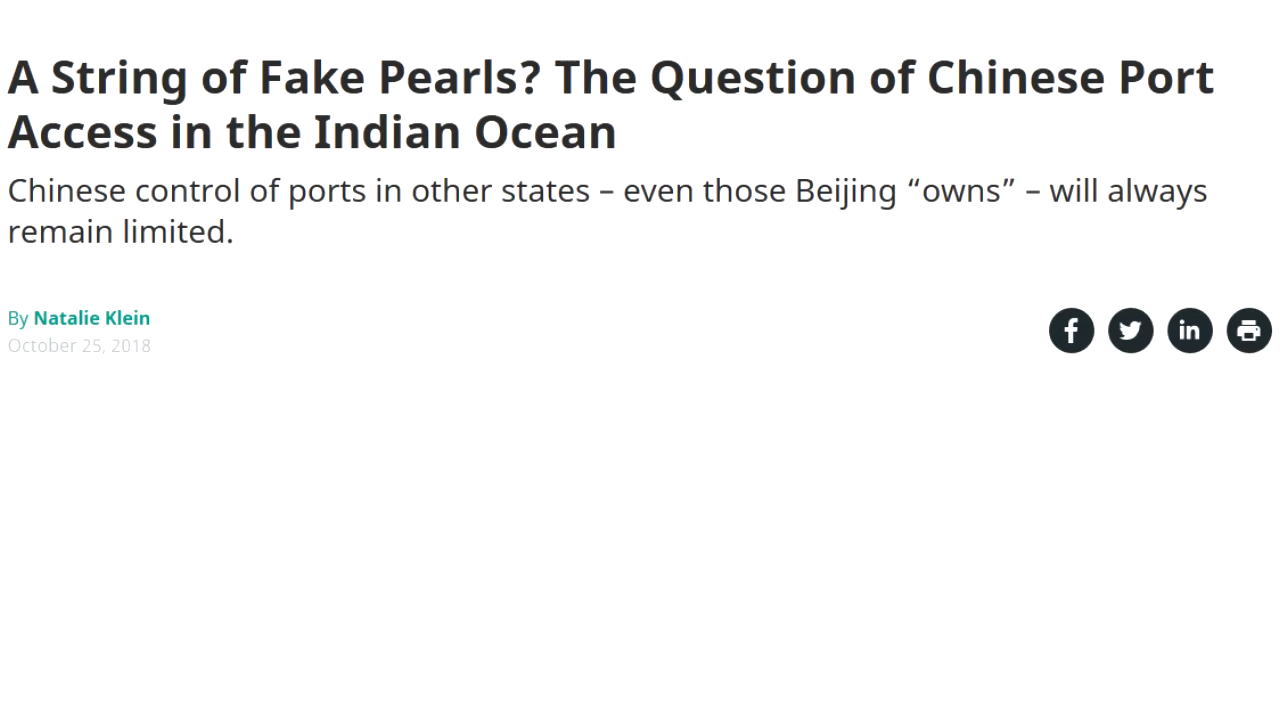 A String of Fake Pearls? The Question of Chinese Port
Access in the Indian Ocean
Chinese control of ports in other states – even those Beijing “owns” – will always
remain limited.
By Natalie Klein
October 25, 2018